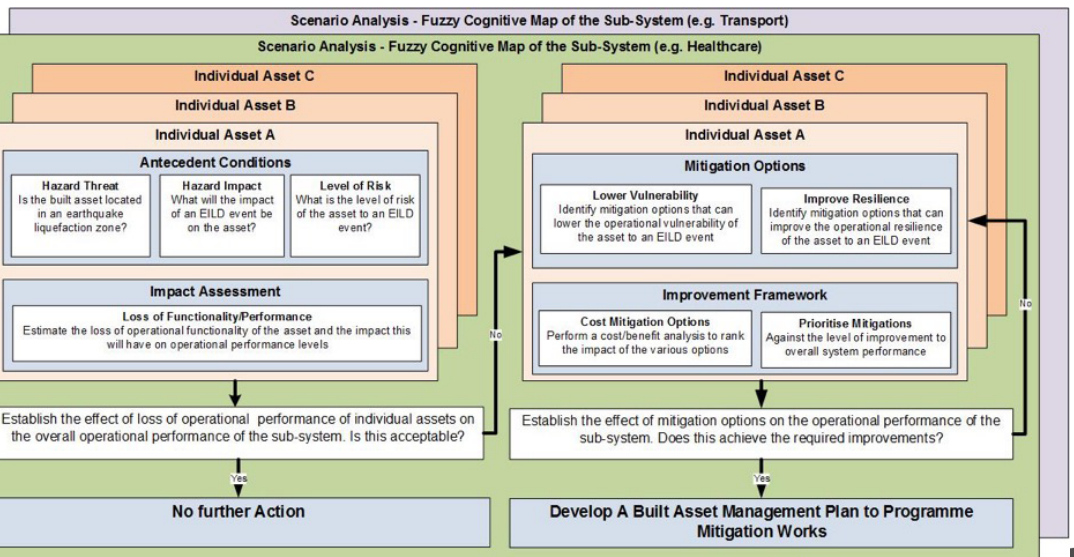 Scenario Analysis - Fuzzy Cognitive Map of the Sub-System (e.g. Transport)
Scenario Analysis - Fuzzy Cognitive Map of the Sub-System (e.g. Healthcare)
Individual Asset C
Individual Asset B
Individual Asset A
Antecedent Conditions
Hazard Threat
Is the built asset located
in an earthquake
liquefaction zone?
Hazard Impact
What will the impact
of an EILD event be
on the asset?
Level of Risk
What is the level of risk
of the asset to an EILD
event?
Impact Assessment
Loss of Functionality/Performance
Estimate the loss of operational functionality of the asset and the impact this
will have on operational performance levels
Establish the effect of loss of operational performance of individual assets on
the overall operational performance of the sub-system. Is this acceptable?
No
Yes
No further Action
Individual Asset C
Individual Asset B
Individual Asset A
Mitigation Options
Lower Vulnerability
Identify mitigation options that can
lower the operational vulnerability of
the asset to an EILD event
Improve Resilience
Identify mitigation options that can
improve the operational resilience
of the asset to an EILD event
Improvement Framework
Cost Mitigation Options
Perform a cost/benefit analysis to rank
the impact of the various options
Prioritise Mitigations
Against the level of improvement to
overall system performance
Establish the effect of mitigation options on the operational performance of the
sub-system. Does this achieve the required improvements?
No
Yes
Develop A Built Asset Management Plan to Programme
Mitigation Works